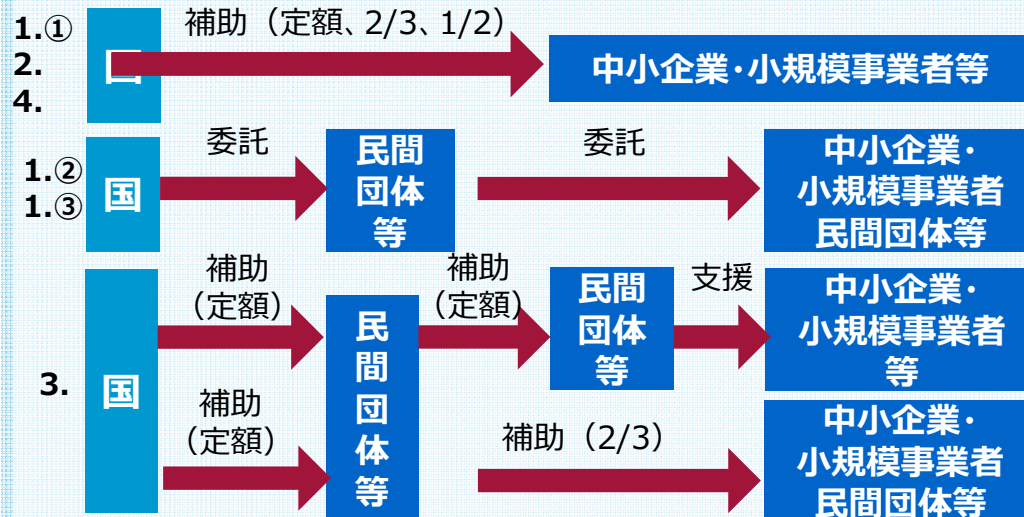 1.①
2.
4.
国
補助（定額、2/3、1/2）
中小企業・小規模事業者等
1.②
1.③
国
委託
民間
団体
等
委託
中小企業・
小規模事業者
民間団体等
3.
国
補助
（定額）
民
間
団
体
等
補助
（定額）
民間
団体
等
支援
中小企業・
小規模事業者
等
補助
（定額）
補助（2/3）
中小企業・
小規模事業者
民間団体等